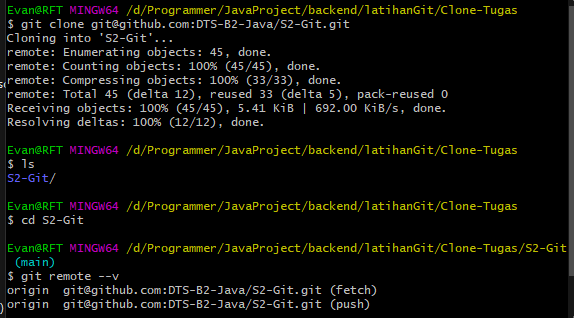 Evan@RFT MINGW64 /d/Programmer/JavaProject/backend/latihanGit/Clone-Tugas
$ git clone git@github.com:DTS-B2-Java/S2-Git.git
Cloning into 'S2-Git'...
remote: Enumerating objects: 45, done.
remote: Counting objects: 100% (45/45), done.
remote: Compressing objects: 100% (33/33), done.
remote: Total 45 (delta 12), reused 33 (delta 5), pack-reused 0
Receiving objects: 100% (45/45), 5.41 KiB | 692.00 KiB/s, done.
Resolving deltas: 100% (12/12), done.
Evan@RFT MINGW64 /d/Programmer/JavaProject/backend/latihanGit/Clone-Tugas
$ ls
S2-Git/
Evan@RFT MINGW64 /d/Programmer/JavaProject/backend/latihanGit/Clone-Tugas
$ cd S2-Git
Evan@RFT MINGW64 /d/Programmer/JavaProject/backend/latihanGit/Clone-Tugas/S2-Git
(main)
$ git remote --v
origin  git@github.com:DTS-B2-Java/S2-Git.git (fetch)
origin  git@github.com:DTS-B2-Java/S2-Git.git (push)